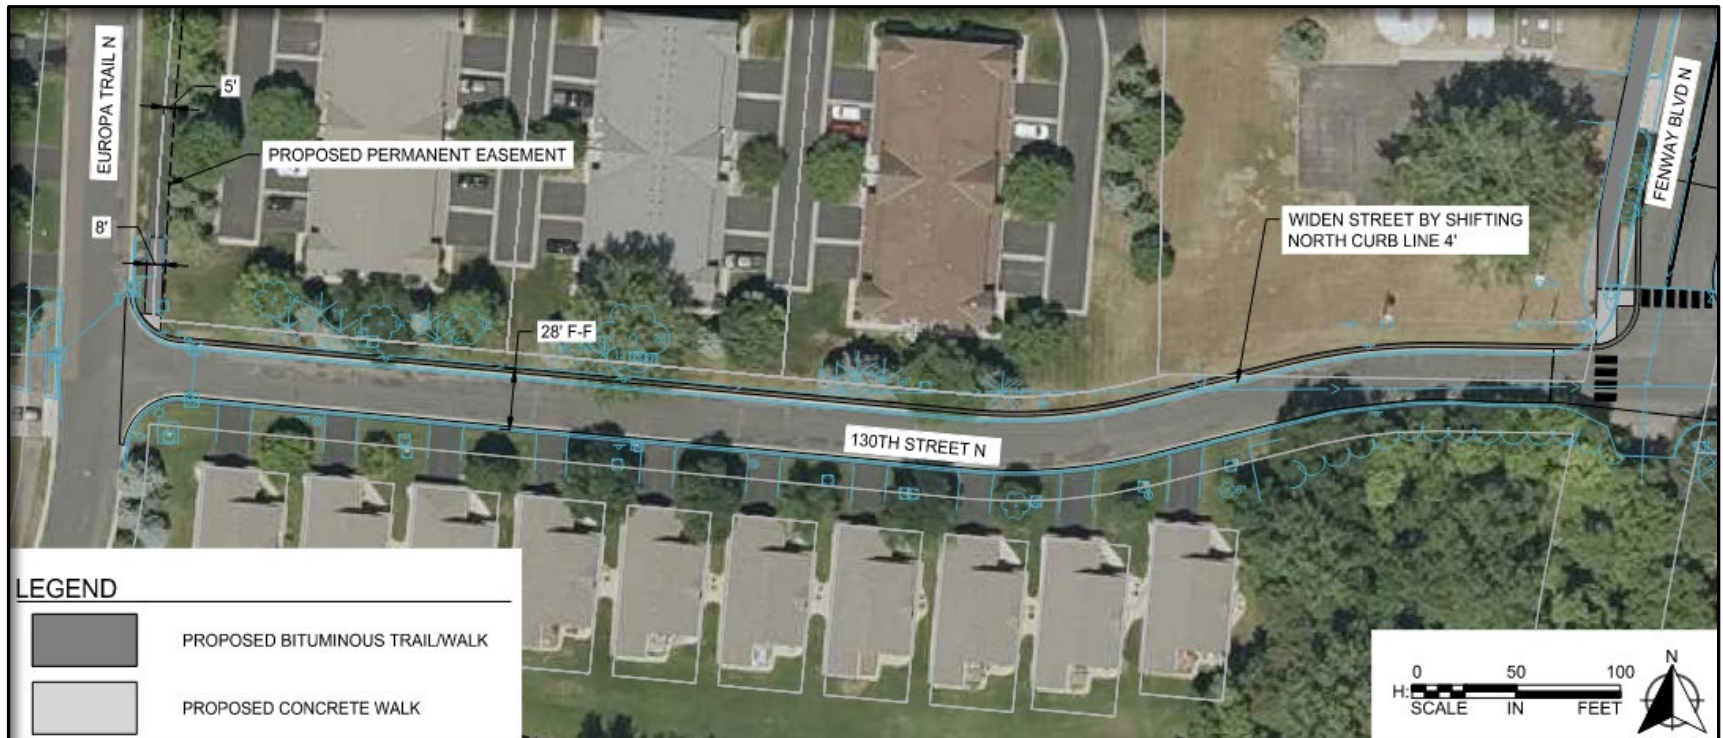 EUROPA TRAIL N
5'
PROPOSED PERMANENT EASEMENT
8'
28' F-F
WIDEN STREET BY SHIFTING
NORTH CURB LINE 4'
FENWAY BLVD N
130TH STREET N
LEGEND
PROPOSED BITUMINOUS TRAIL/WALK
PROPOSED CONCRETE WALK
0 50 100
H:
SCALE IN FEET
N